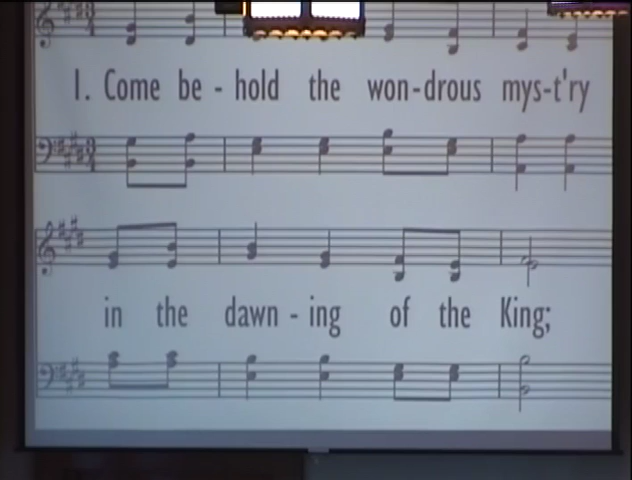 1. Come be - hold the won - drous mys - t'ry
in the dawn - ing of the King;